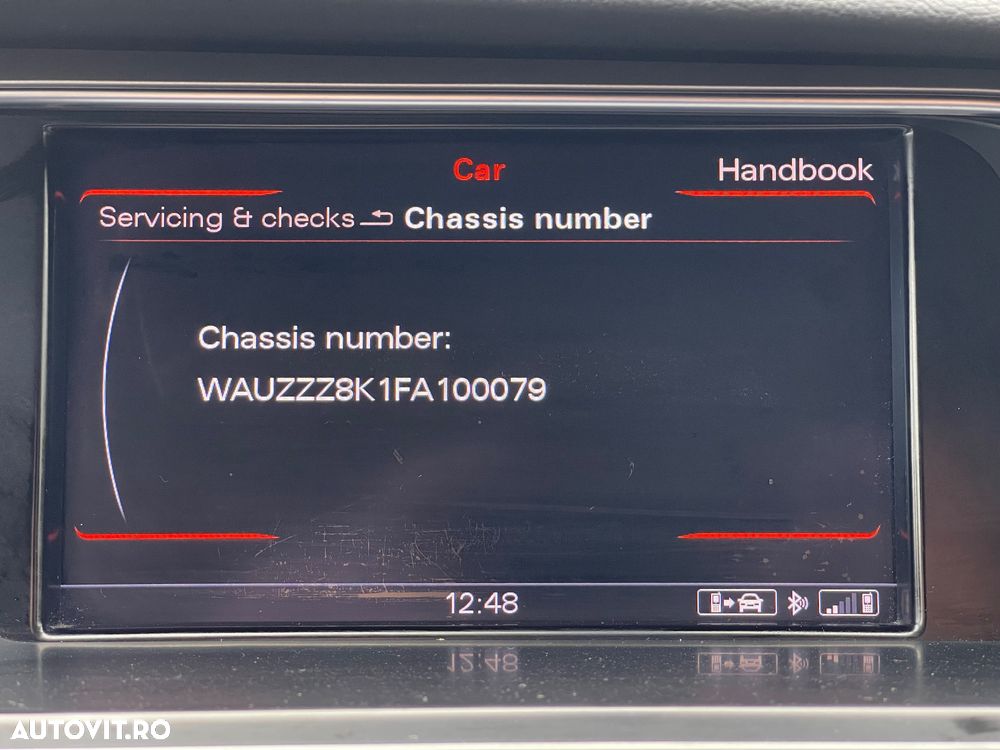 Car
Handbook
Servicing & checks Chassis number
Chassis number:
WAUZZZ8K1FA100079
12:48
AUTOVIT.RO